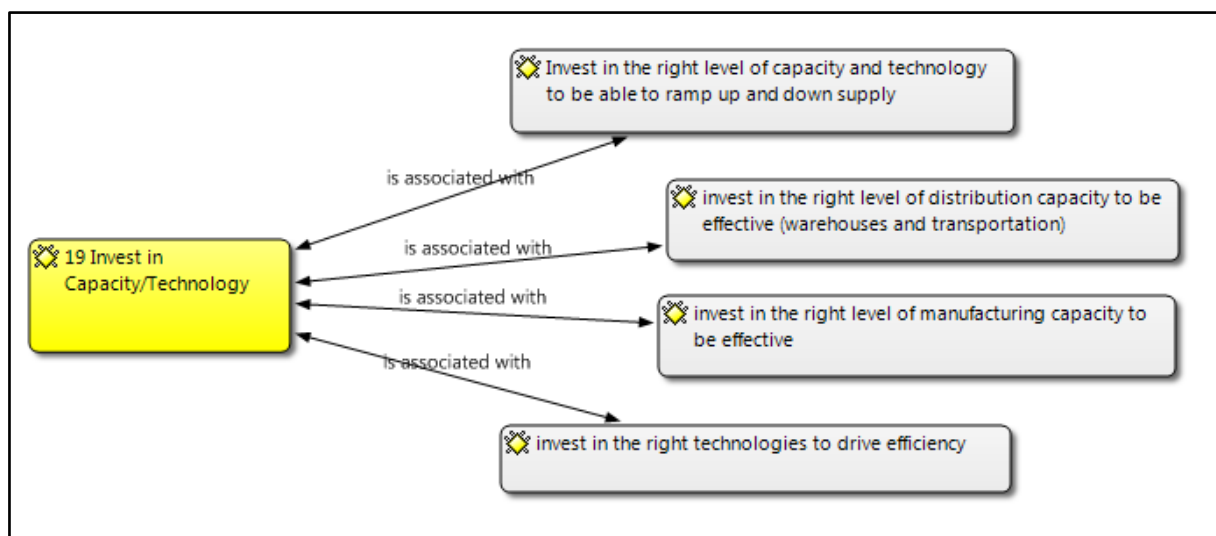 Invest in the right level of capacity and technology
to be able to ramp up and down supply
is associated with
invest in the right level of distribution capacity to be
effective (warehouses and transportation)
is associated with
19 Invest in
Capacity/Technology
is associated with
invest in the right level of manufacturing capacity to
be effective
is associated with
invest in the right technologies to drive efficiency